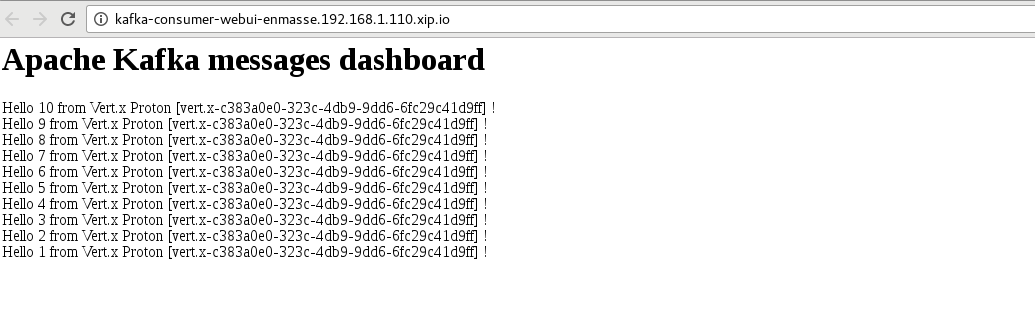 kafka-consumer-webui-enmasse.192.168.1.110.xip.io
Apache Kafka messages dashboard
Hello 10 from Vert.x Proton [vert.x-c383a0e0-323c-4db9-9dd6-6fc29c41d9ff] !
Hello 9 from Vert.x Proton [vert.x-c383a0e0-323c-4db9-9dd6-6fc29c41d9ff] !
Hello 8 from Vert.x Proton [vert.x-c383a0e0-323c-4db9-9dd6-6fc29c41d9ff] !
Hello 7 from Vert.x Proton [vert.x-c383a0e0-323c-4db9-9dd6-6fc29c41d9ff] !
Hello 6 from Vert.x Proton [vert.x-c383a0e0-323c-4db9-9dd6-6fc29c41d9ff] !
Hello 5 from Vert.x Proton [vert.x-c383a0e0-323c-4db9-9dd6-6fc29c41d9ff] !
Hello 4 from Vert.x Proton [vert.x-c383a0e0-323c-4db9-9dd6-6fc29c41d9ff] !
Hello 3 from Vert.x Proton [vert.x-c383a0e0-323c-4db9-9dd6-6fc29c41d9ff] !
Hello 2 from Vert.x Proton [vert.x-c383a0e0-323c-4db9-9dd6-6fc29c41d9ff] !
Hello 1 from Vert.x Proton [vert.x-c383a0e0-323c-4db9-9dd6-6fc29c41d9ff] !